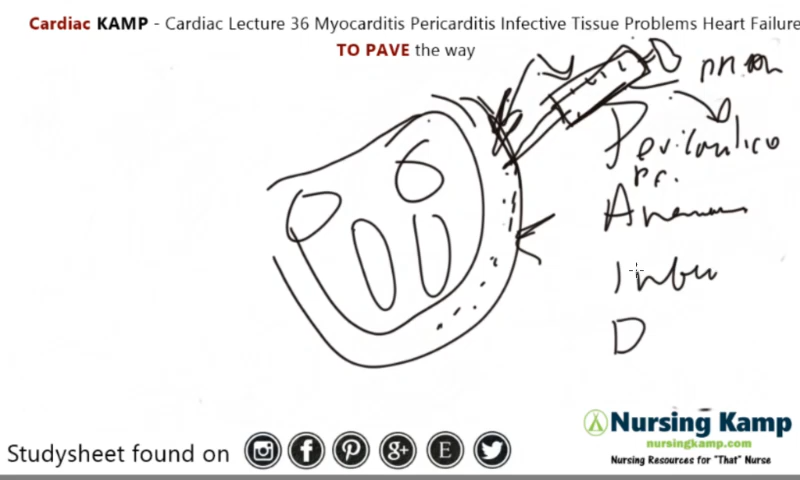 Cardiac KAMP - Cardiac Lecture 36 Myocarditis Pericarditis Infective Tissue Problems Heart Failure
TO PAVE the way
D
Nursing Kamp
nursingkamp.com
Nursing Resources for "That" Nurse
Studysheet found on